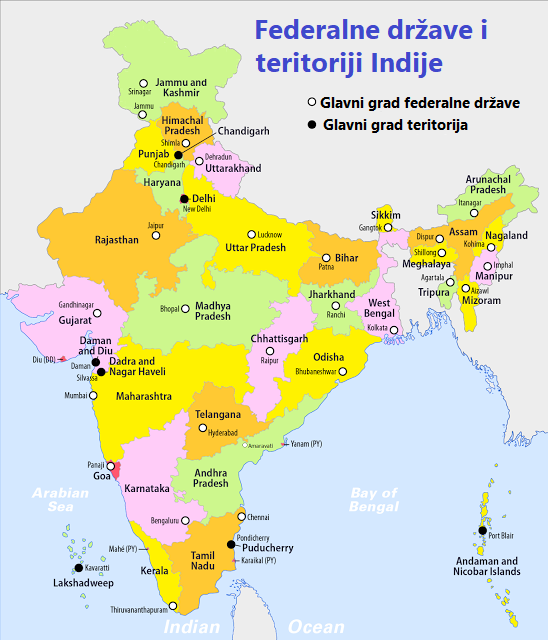 Federalne države i
teritoriji Indije
Glavni grad federalne države
Glavni grad teritorija
Jammu and
Kashmir
Srinagar
Jammu
Himachal
Pradesh
Shimla
Chandigarh
Punjab
Chandigarh
Dehradun
Uttarakhand
Haryana
Delhi
New Delhi
Arunachal
Pradesh
Itanagar
Sikkim
Gangtok
Assam
Dispur
Nagaland
Kohima
Shillong
Meghalaya
Imphal
Manipur
Agartala
Tripura
Aizawl
Mizoram
Rajasthan
Jaipur
Lucknow
Uttar Pradesh
Bihar
Patna
Gandhinagar
Gujarat
Bhopal
Madhya
Pradesh
Jharkhand
Ranchi
West
Bengal
Kolkata
Chhattisgarh
Raipur
Daman
and Diu
Diu (DD)
Daman
Dadra and
Nagar Haveli
Silvassa
Odisha
Bhubaneshwar
Mumbai
Maharashtra
Telangana
Hyderabad
Amaravati
Yanam (PY)
Panaji
Goa
Karnataka
Andhra
Pradesh
Arabian
Sea
Bay of
Bengal
Bengaluru
Chennai
Pondicherry
Puducherry
Mahé (PY)
Karaikal (PY)
Tamil
Nadu
Kerala
Kavaratti
Lakshadweep
Port Blair
Andaman and
Nicobar Islands
Thiruvananthapuram
Indian Ocean